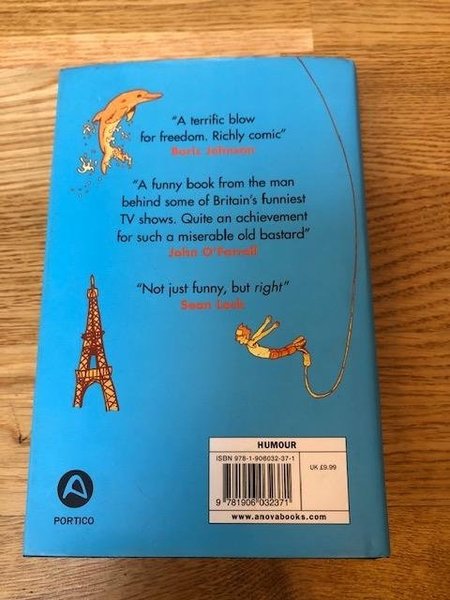 “A terrific blow
for freedom. Richly comic”
Boris Johnson
“A funny book from the man
behind some of Britain’s funniest
TV shows. Quite an achievement
for such a miserable old bastard”
John O’Farrell
“Not just funny, but right”
Sean Lock
HUMOUR
ISBN 978-1-906032-37-1
UK £9.99
9 781906 032371
www.anovabooks.com
A
PORTICO